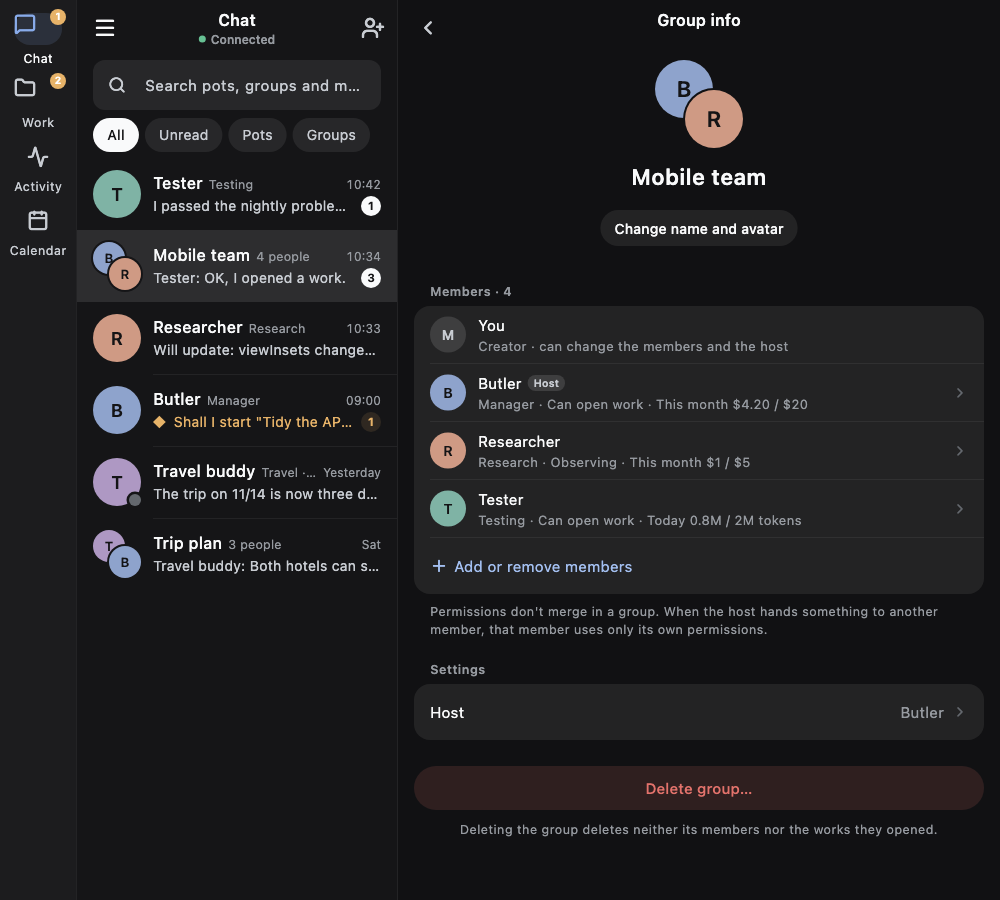 1
Chat
2
Work
Activity
Calendar
Chat
Connected
Search pots, groups and m...
All
Unread
Pots
Groups
T
Tester Testing 10:42
I passed the nightly proble... 1
B
R
Mobile team 4 people 10:34
Tester: OK, I opened a work. 3
R
Researcher Research 10:33
Will update: viewInsets change...
B
Butler Manager 09:00
Shall I start "Tidy the AP... 1
T
Travel buddy Travel ·... Yesterday
The trip on 11/14 is now three d...
T
B
Trip plan 3 people Sat
Travel buddy: Both hotels can s...
Group info
B
R
Mobile team
Change name and avatar
Members · 4
M
You
Creator · can change the members and the host
B
Butler Host
Manager · Can open work · This month $4.20 / $20
R
Researcher
Research · Observing · This month $1 / $5
T
Tester
Testing · Can open work · Today 0.8M / 2M tokens
+ Add or remove members
Permissions don't merge in a group. When the host hands something to another
member, that member uses only its own permissions.
Settings
Host Butler
Delete group...
Deleting the group deletes neither its members nor the works they opened.